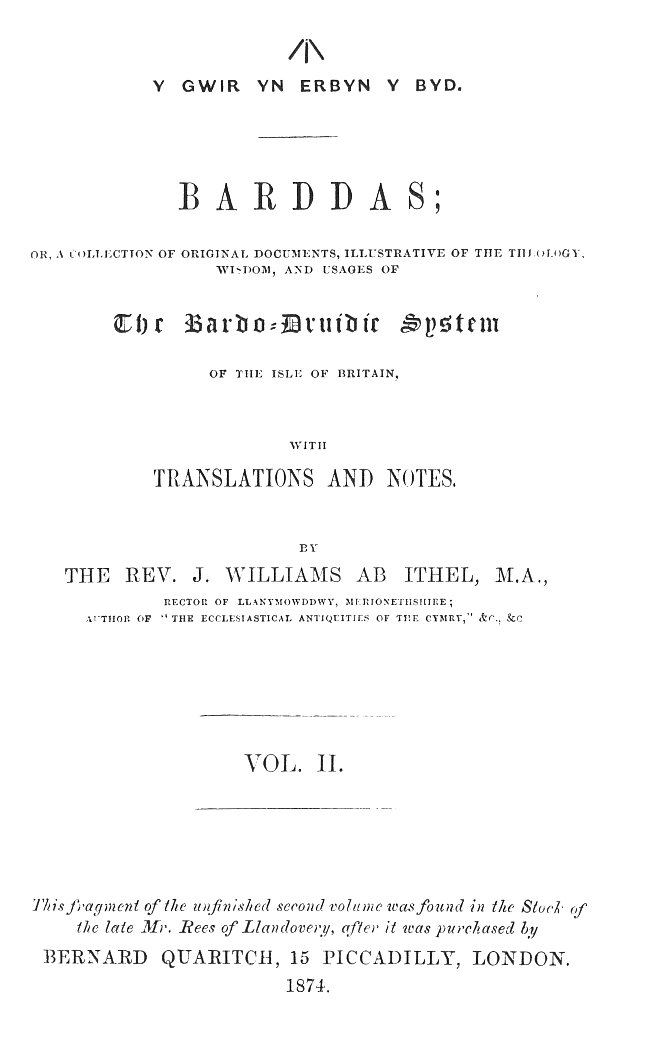 Y GWIR YN ERBYN Y BYD.
BARDDAS;
OR, A COLLECTION OF ORIGINAL DOCUMENTS, ILLUSTRATIVE OF THE THEOLOGY,
WISDOM, AND USAGES OF
The Bardo-Druidic System
OF THE ISLE OF BRITAIN,
WITH
TRANSLATIONS AND NOTES.
BY
THE REV. J. WILLIAMS AB ITHEL, M.A.,
RECTOR OF LLANYMOWDDWY, MERIONETHSHIRE;
AUTHOR OF "THE ECCLESIASTICAL ANTIQUITIES OF THE CYMRY," &c., &c
VOL. II.
This fragment of the unfinished second volume was found in the Stock of
the late Mr. Rees of Llandovery, after it was purchased by
BERNARD QUARITCH, 15 PICCADILLY, LONDON.
1874.